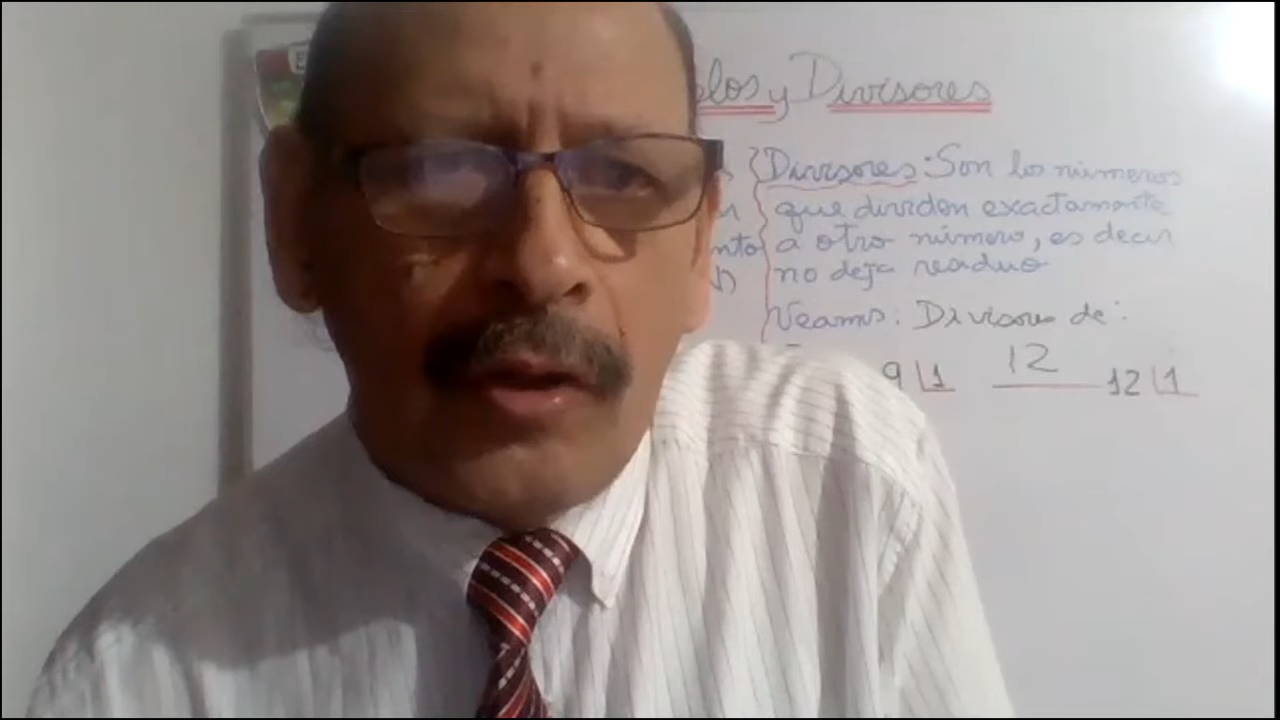 los y Divisores
Divisores: Son los números
que dividen exactamente
nto a otro número, es decir
no deja residuo
Veamos: Divisores de:
9 1 12 12 1